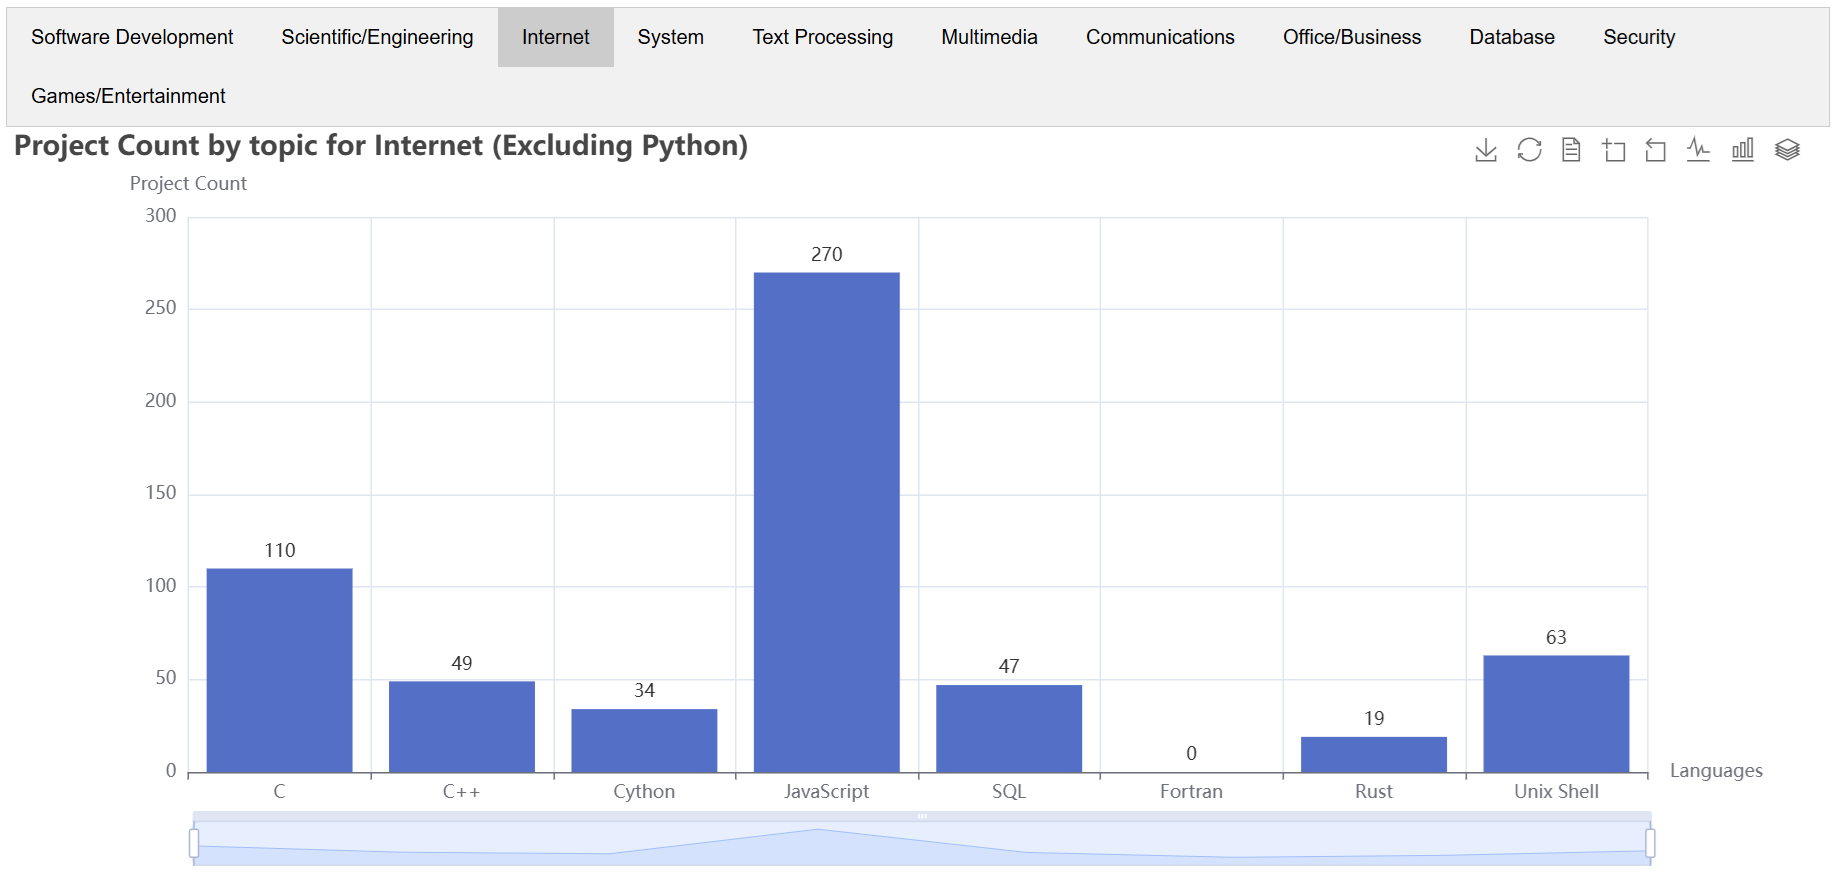 Software Development Scientific/Engineering Internet System Text Processing Multimedia Communications Office/Business Database Security
Games/Entertainment
Project Count by topic for Internet (Excluding Python)
Project Count
300
250
200
150
100
50
0
110
49
34
270
47
0
19
63
C C++ Cython JavaScript SQL Fortran Rust Unix Shell
Languages